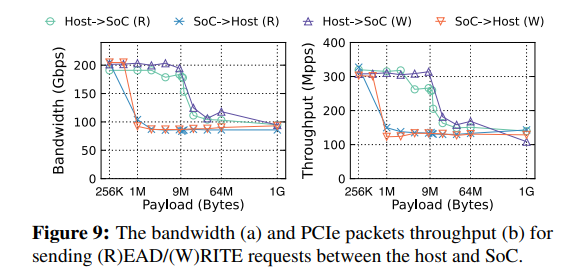 Host->SoC (R) SoC->Host (R) Host->SoC (W) SoC->Host (W)
Bandwidth (Gbps)
200
150
100
50
0
256K 1M 9M 64M 1G
Payload (Bytes)
Throughput (Mpps)
400
300
200
100
0
256K 1M 9M 64M 1G
Payload (Bytes)
Figure 9: The bandwidth (a) and PCIe packets throughput (b) for
sending (R)EAD/(W)RITE requests between the host and SoC.